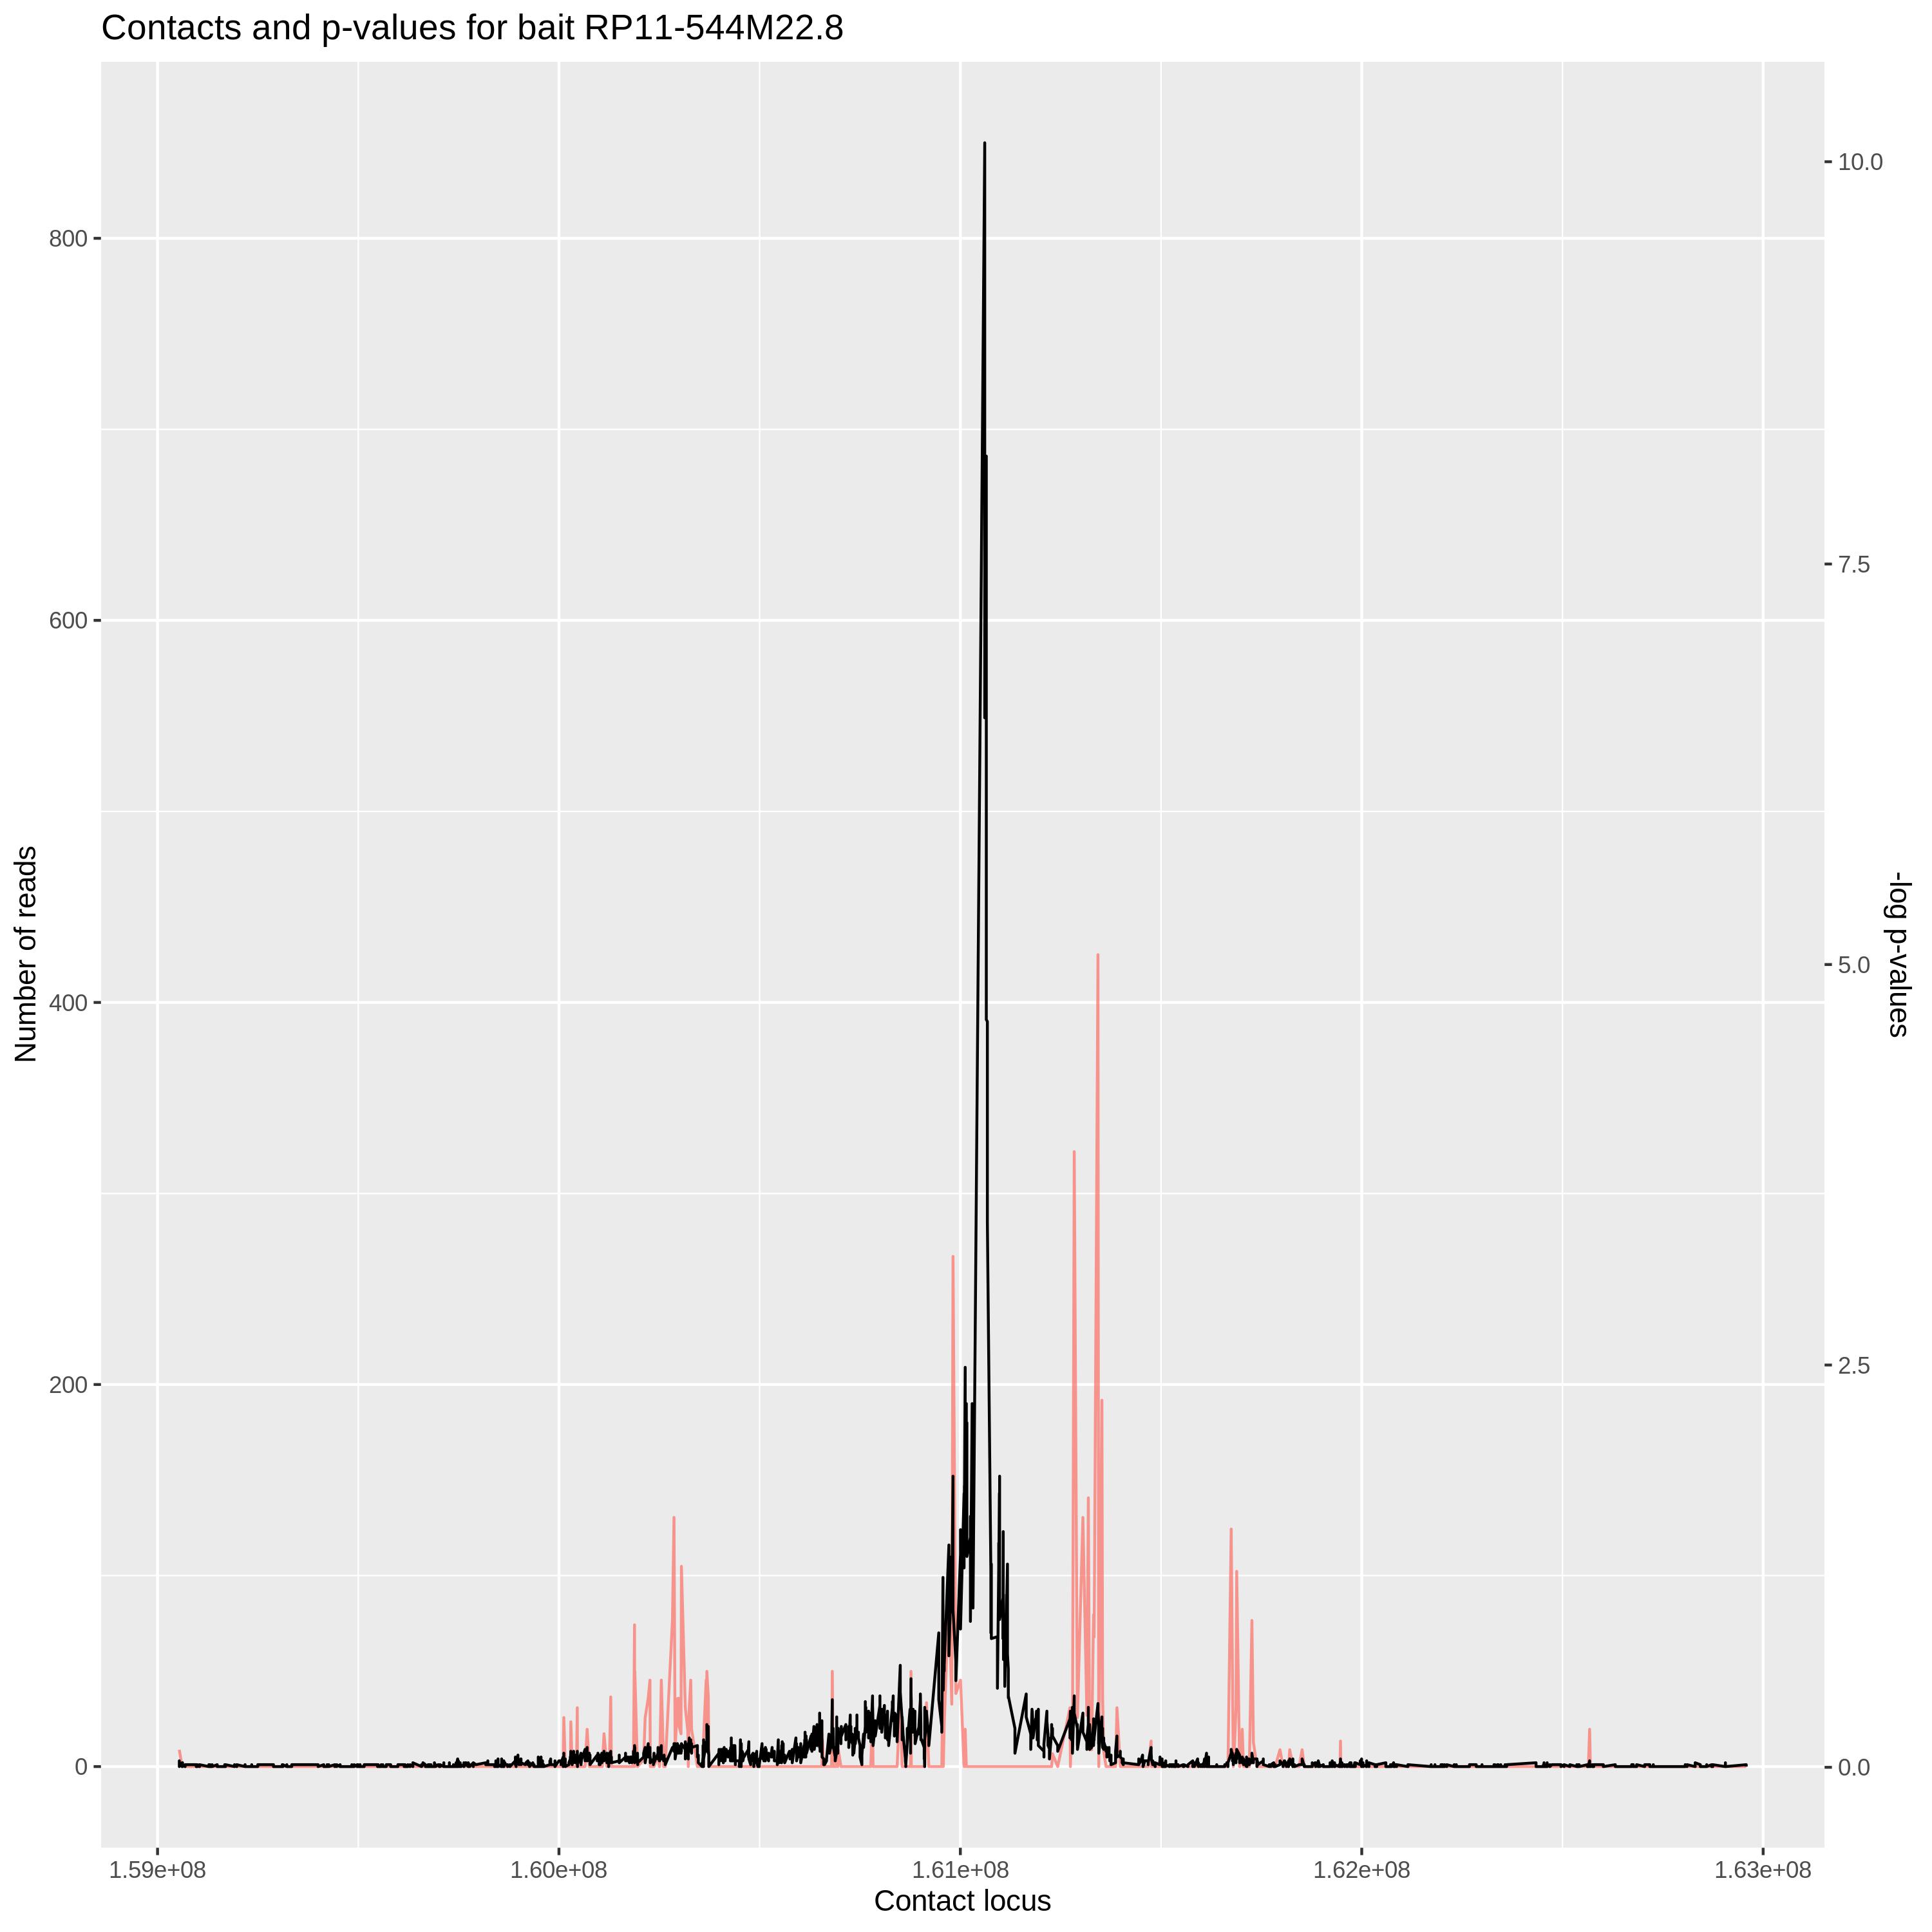 Contacts and p-values for bait RP11-544M22.8
Number of reads
800
600
400
200
0
10.0
7.5
5.0
2.5
0.0
-log p-values
1.59e+08
1.60e+08
1.61e+08
1.62e+08
1.63e+08
Contact locus